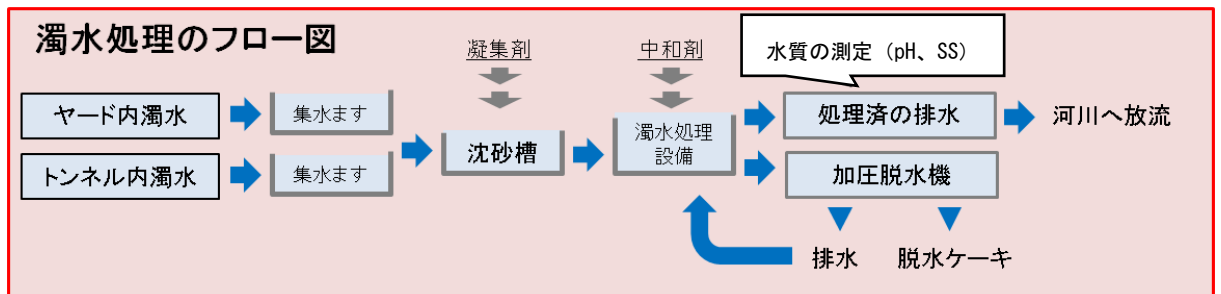 濁水処理のフロー図
凝集剤
中和剤
水質の測定（pH、SS）
ヤード内濁水
集水ます
トンネル内濁水
集水ます
沈砂槽
濁水処理
設備
処理済の排水
河川へ放流
加圧脱水機
排水
脱水ケーキ